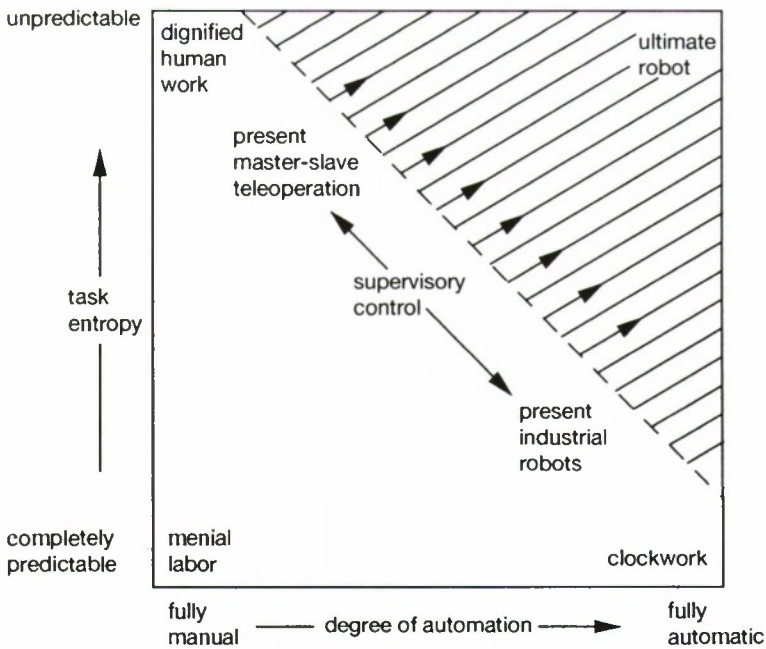 unpredictable
dignified
human
work
ultimate
robot
present
master-slave
teleoperation
supervisory
control
task
entropy
present
industrial
robots
completely
predictable
menial
labor
clockwork
fully
manual
degree of automation
fully
automatic